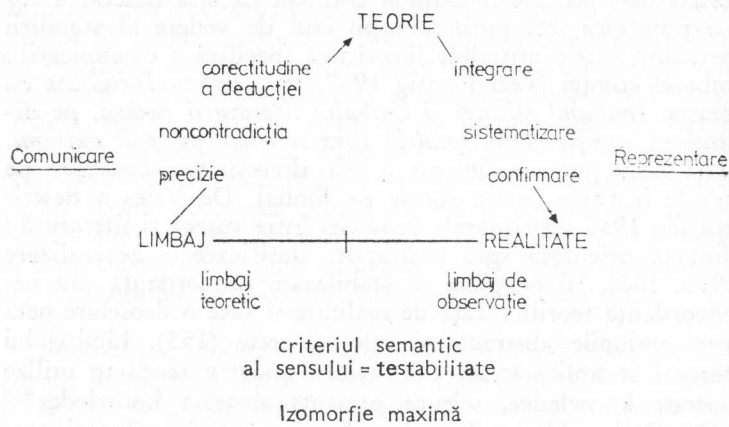 TEORIE
corectitudine
a deducției
integrare
noncontradicția
sistematizare
Comunicare
Reprezentare
precizie
confirmare
LIMBAJ
REALITATE
limbaj
teoretic
limbaj de
observație
criteriul semantic
al sensului = testabilitate
Izomorfie maximă